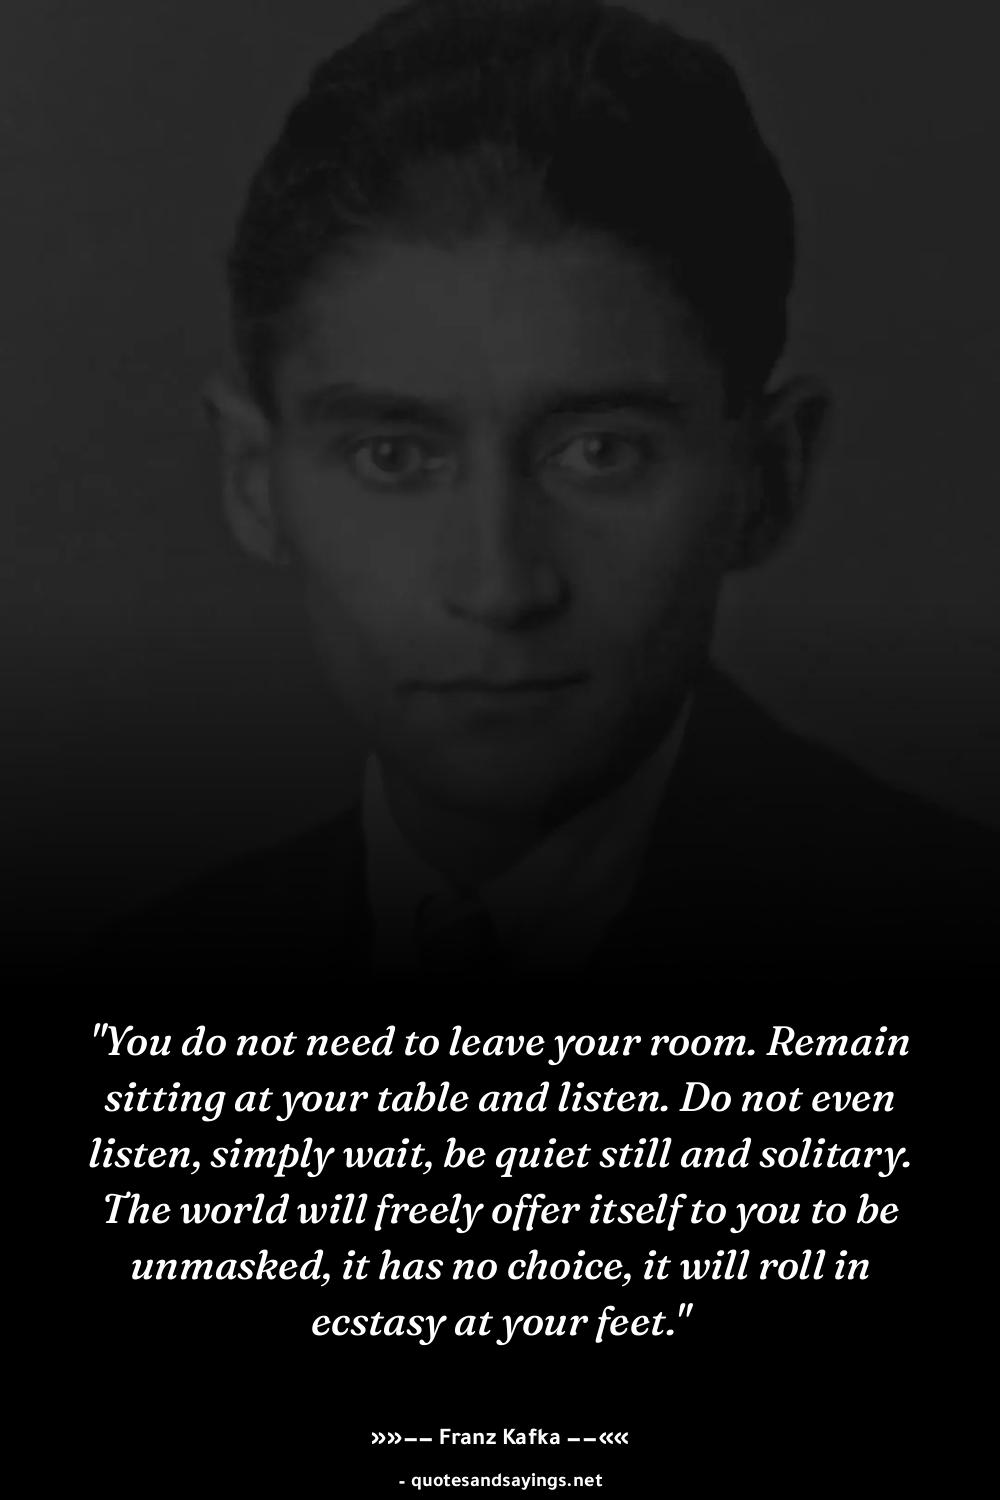 "You do not need to leave your room. Remain
sitting at your table and listen. Do not even
listen, simply wait, be quiet still and solitary.
The world will freely offer itself to you to be
unmasked, it has no choice, it will roll in
ecstasy at your feet."
»»–– Franz Kafka ––««
- quotesandsayings.net